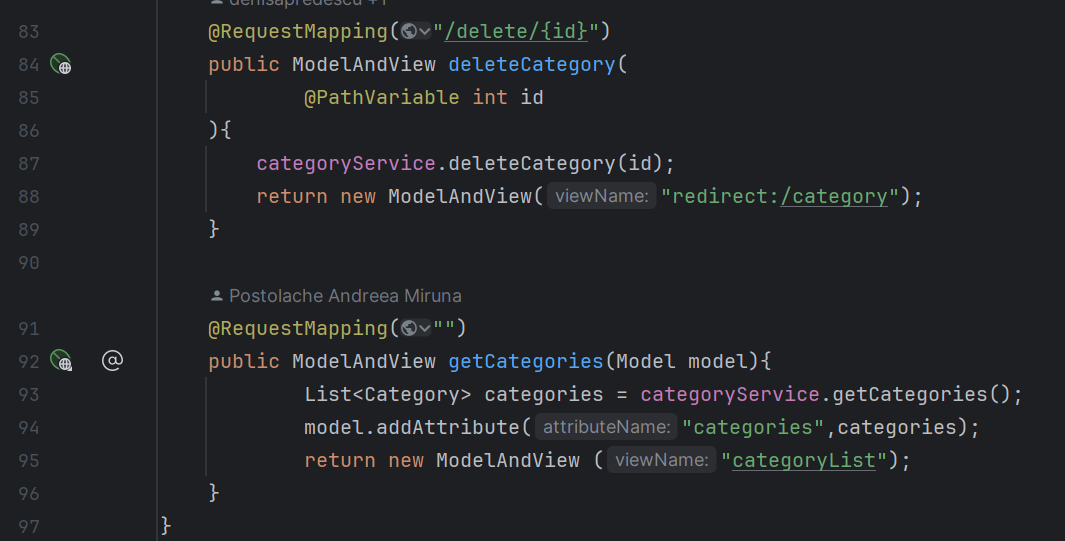 denisapredescu +1
83 @RequestMapping("/delete/{id}")
84 public ModelAndView deleteCategory(
85 @PathVariable int id
86 ){
87 categoryService.deleteCategory(id);
88 return new ModelAndView( viewName: "redirect:/category");
89 }
90
Postolache Andreea Miruna
91 @RequestMapping("")
92 @ public ModelAndView getCategories(Model model){
93 List<Category> categories = categoryService.getCategories();
94 model.addAttribute( attributeName: "categories",categories);
95 return new ModelAndView ( viewName: "categoryList");
96 }
97 }